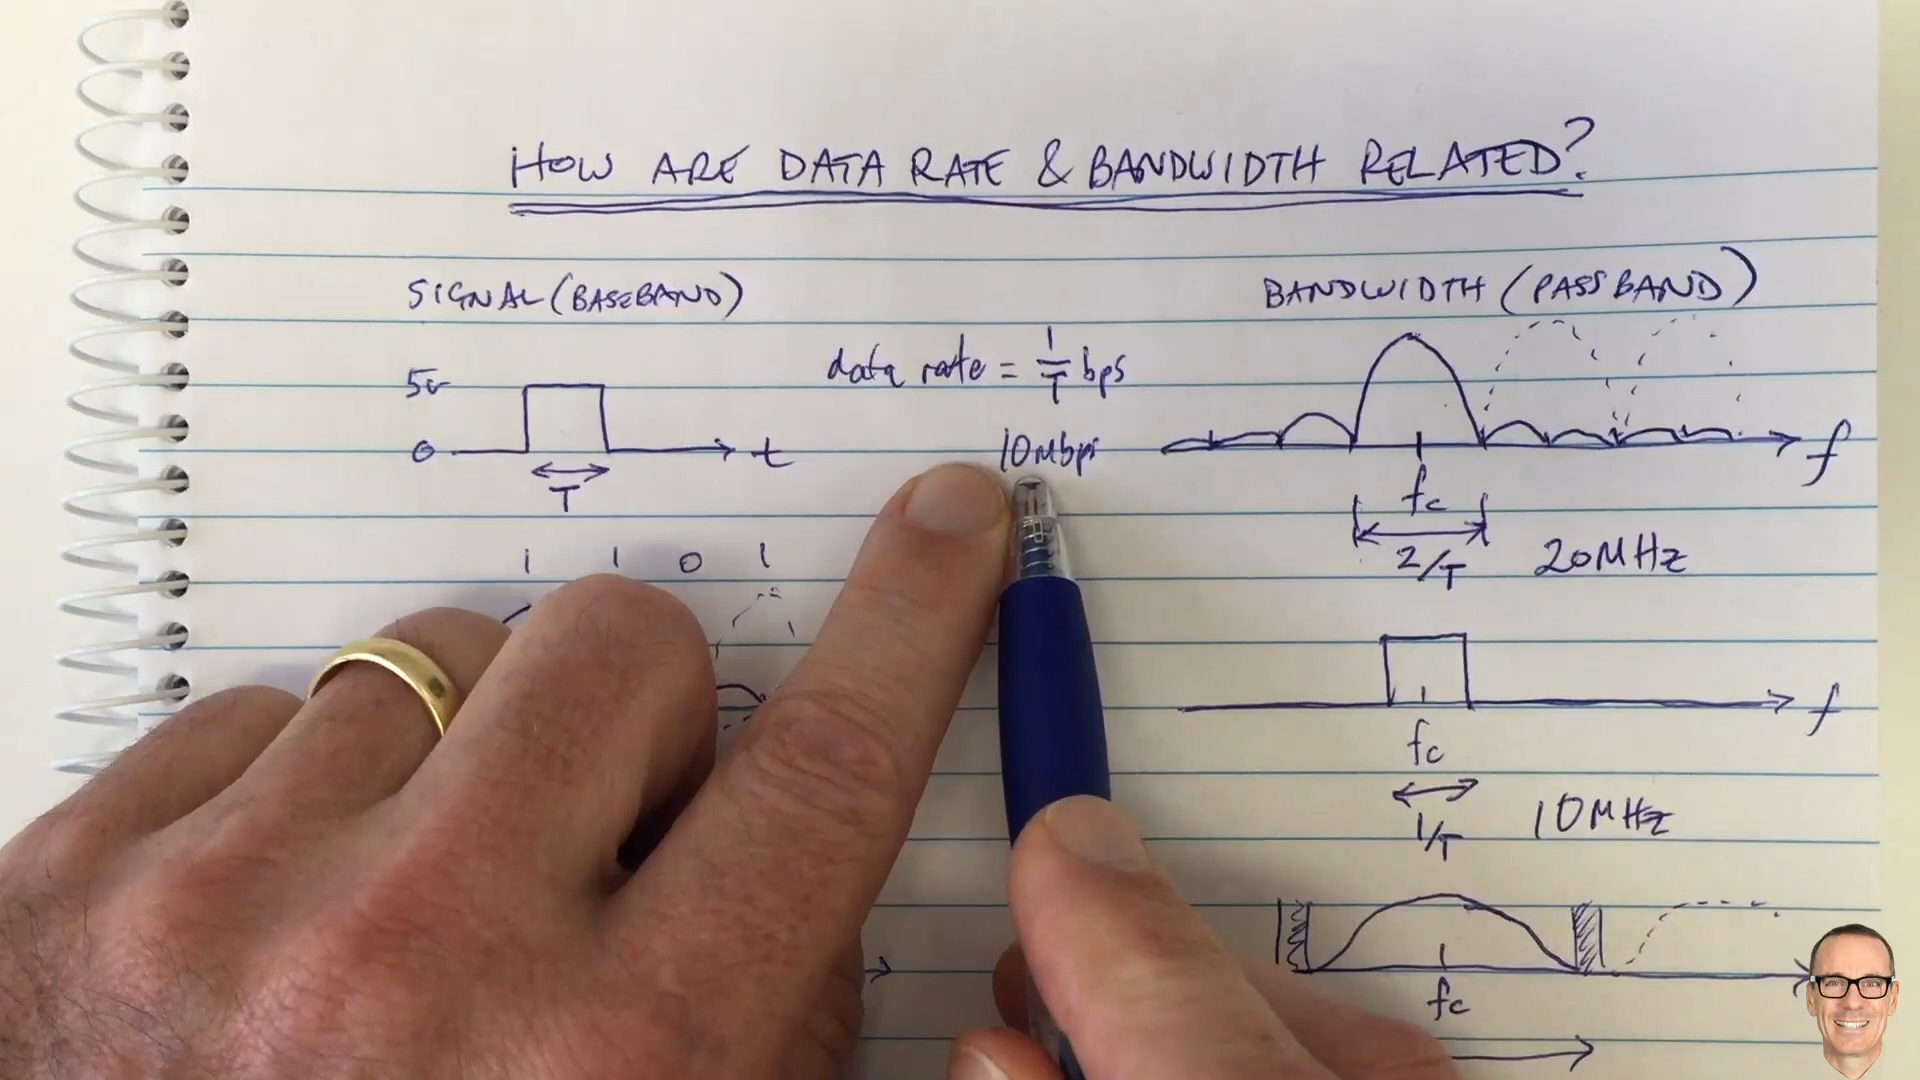 HOW ARE DATA RATE & BANDWIDTH RELATED?
SIGNAL (BASEBAND)
BANDWIDTH (PASSBAND)
5v
data rate = 1/T bps
0
t
10Mbps
f
T
fc
2/T
20MHz
1 1 0 1
f
fc
1/T
10MHz
fc